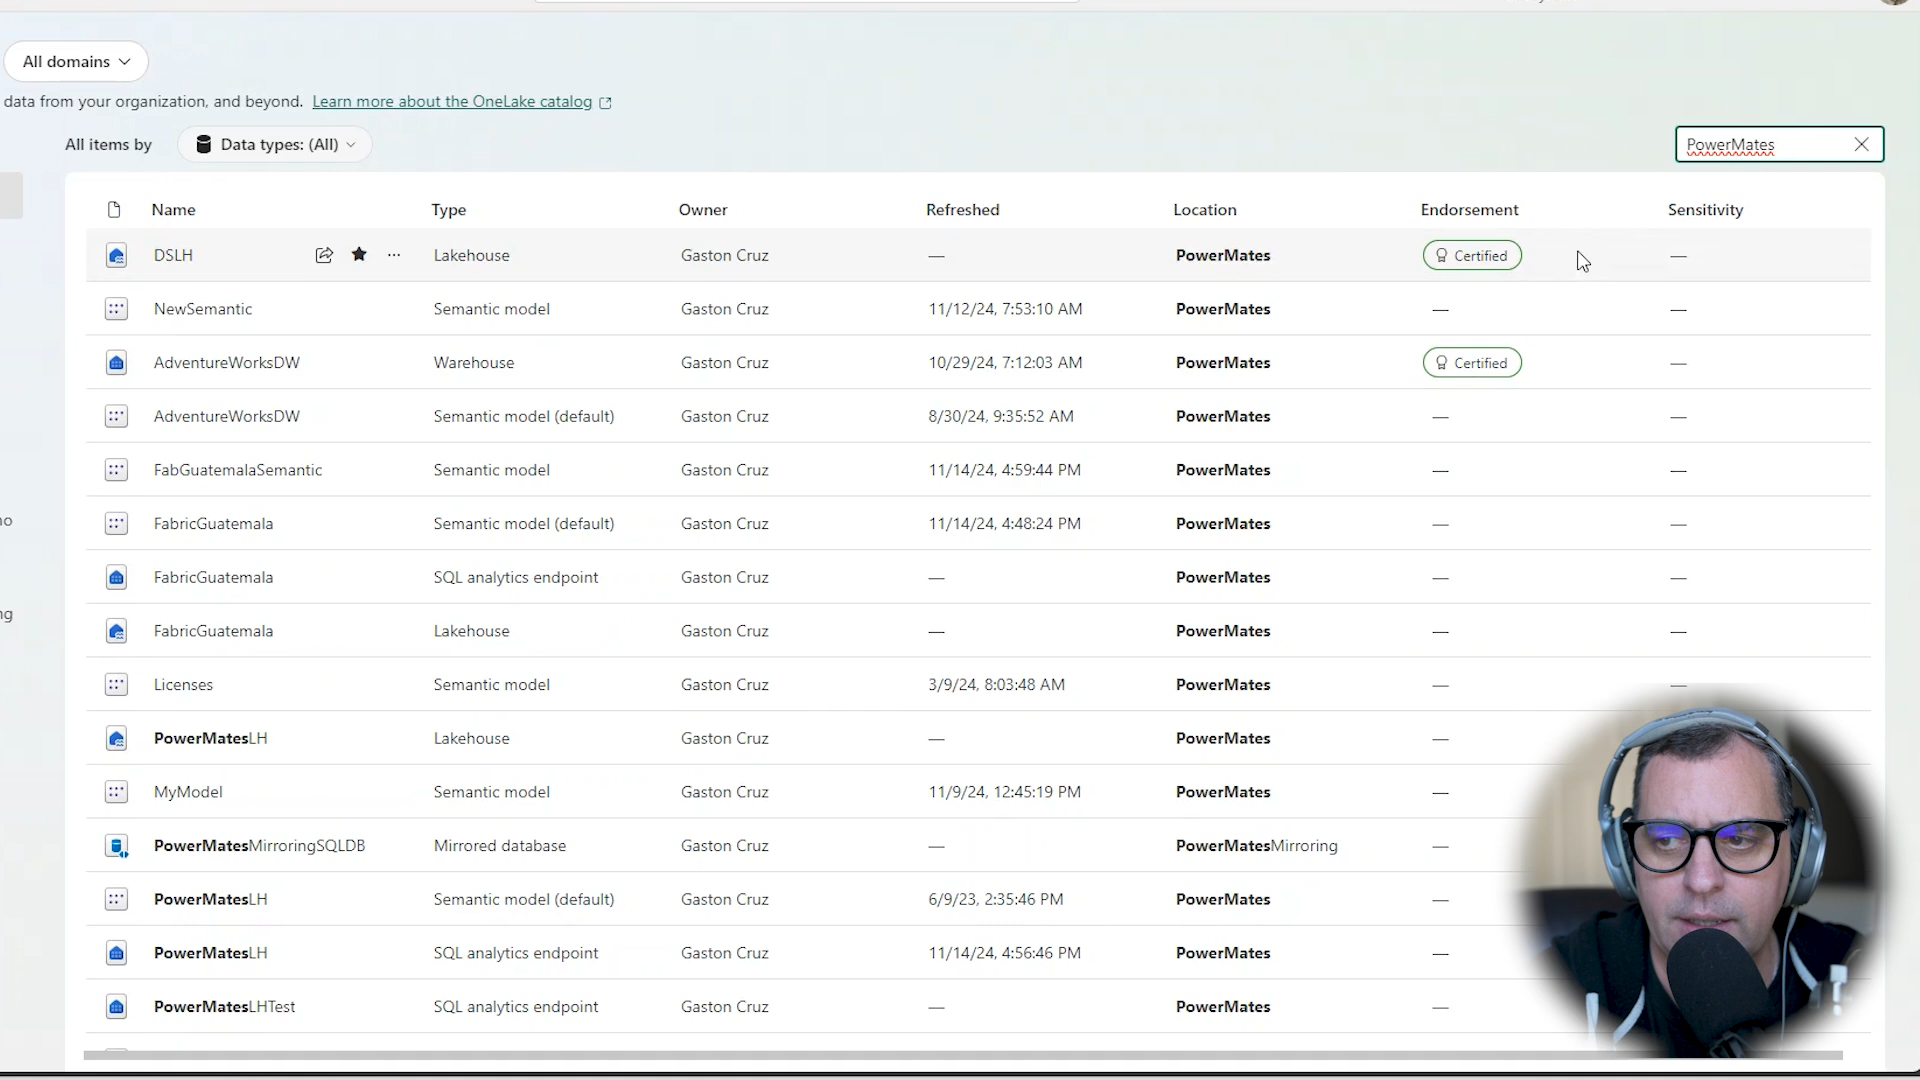 All domains
data from your organization, and beyond. Learn more about the OneLake catalog
All items by Data types: (All) PowerMates
Name Type Owner Refreshed Location Endorsement Sensitivity
DSLH ... Lakehouse Gaston Cruz — PowerMates Certified —
NewSemantic Semantic model Gaston Cruz 11/12/24, 7:53:10 AM PowerMates — —
AdventureWorksDW Warehouse Gaston Cruz 10/29/24, 7:12:03 AM PowerMates Certified —
AdventureWorksDW Semantic model (default) Gaston Cruz 8/30/24, 9:35:52 AM PowerMates — —
FabGuatemalaSemantic Semantic model Gaston Cruz 11/14/24, 4:59:44 PM PowerMates — —
FabricGuatemala Semantic model (default) Gaston Cruz 11/14/24, 4:48:24 PM PowerMates — —
no
FabricGuatemala SQL analytics endpoint Gaston Cruz — PowerMates — —
ng
FabricGuatemala Lakehouse Gaston Cruz — PowerMates — —
Licenses Semantic model Gaston Cruz 3/9/24, 8:03:48 AM PowerMates — —
PowerMatesLH Lakehouse Gaston Cruz — PowerMates —
MyModel Semantic model Gaston Cruz 11/9/24, 12:45:19 PM PowerMates —
PowerMatesMirroringSQLDB Mirrored database Gaston Cruz — PowerMatesMirroring —
PowerMatesLH Semantic model (default) Gaston Cruz 6/9/23, 2:35:46 PM PowerMates —
PowerMatesLH SQL analytics endpoint Gaston Cruz 11/14/24, 4:56:46 PM PowerMates —
PowerMatesLHTest SQL analytics endpoint Gaston Cruz — PowerMates —